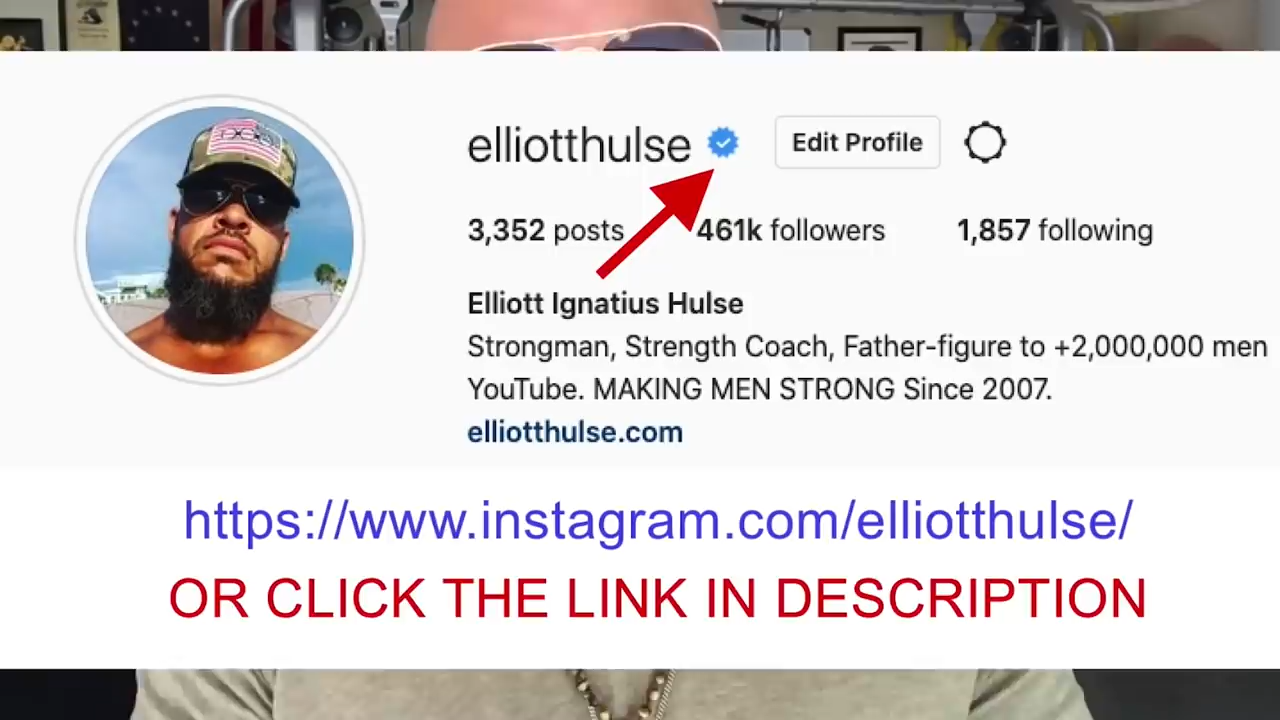 elliotthulse
Edit Profile
3,352 posts 461k followers 1,857 following
Elliott Ignatius Hulse
Strongman, Strength Coach, Father-figure to +2,000,000 men
YouTube. MAKING MEN STRONG Since 2007.
elliotthulse.com
https://www.instagram.com/elliotthulse/
OR CLICK THE LINK IN DESCRIPTION